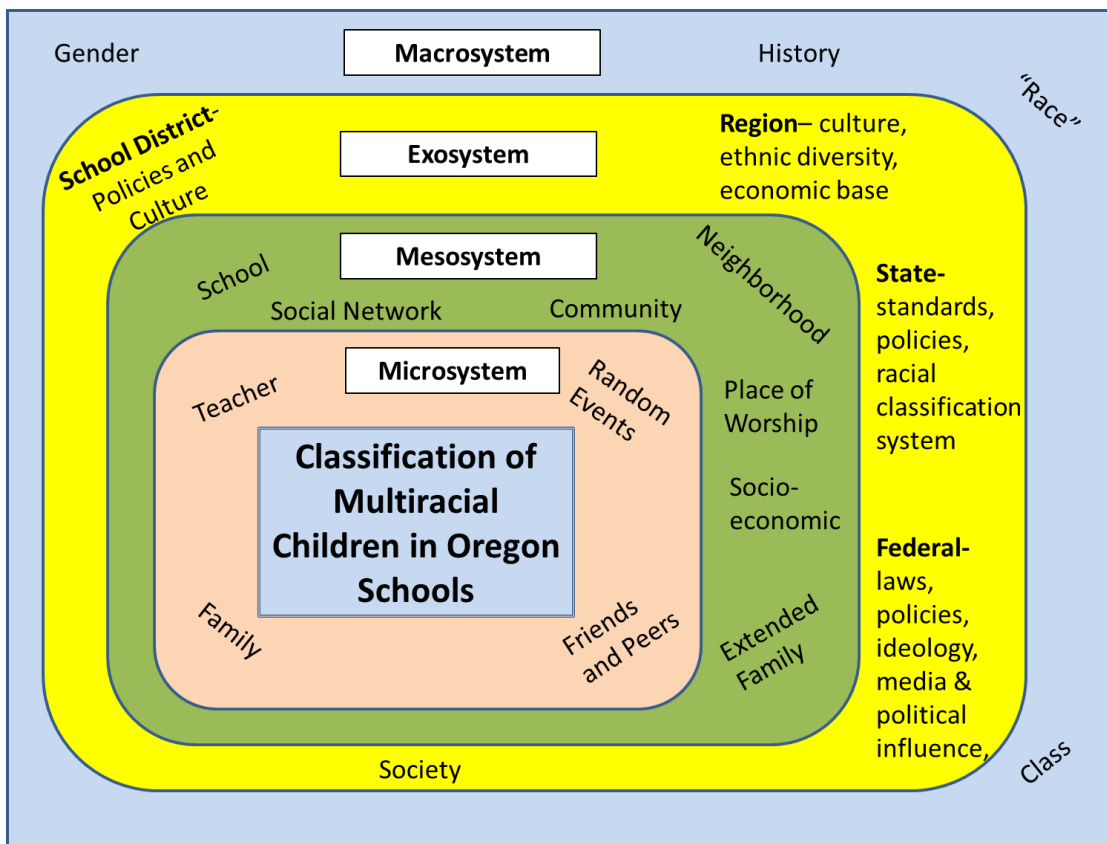 Gender
Macrosystem
History
“Race”
School District-
Policies and
Culture
Exosystem
Region– culture,
ethnic diversity,
economic base
School
Mesosystem
Neighborhood
Social Network
Community
State-
standards,
policies,
racial
classification
system
Teacher
Microsystem
Random
Events
Place of
Worship
Classification of
Multiracial
Children in Oregon
Schools
Socio-
economic
Family
Friends
and Peers
Extended
Family
Federal-
laws,
policies,
ideology,
media &
political
influence,
Society
Class